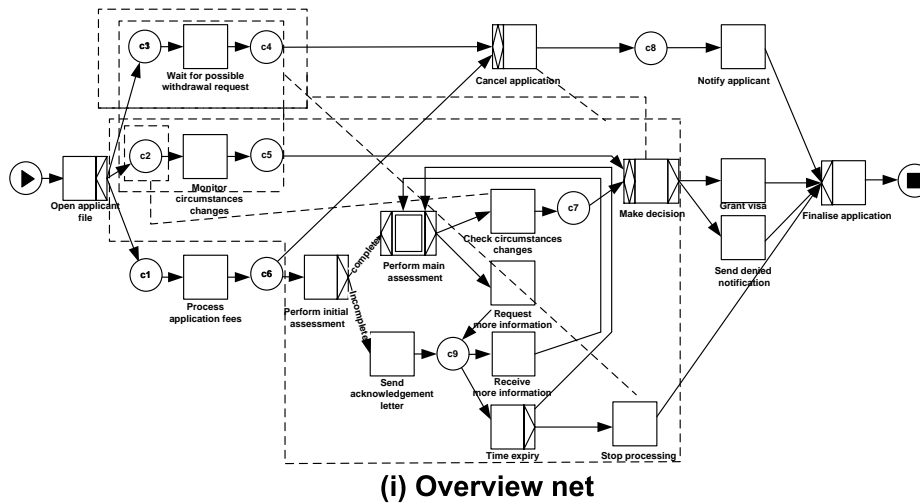 c3
c4
Wait for possible
withdrawal request
Cancel application
c8
Notify applicant
c2
c5
Monitor
circumstances
changes
Open applicant
file
Make decision
Grant visa
Finalise application
c7
Check circumstances
changes
complete
Perform main
assessment
Send denied
notification
c1
c6
Process
application fees
Perform initial
assessment
Incomplete
Request
more information
Send
acknowledgement
letter
c9
Receive
more information
Time expiry
Stop processing
(i) Overview net